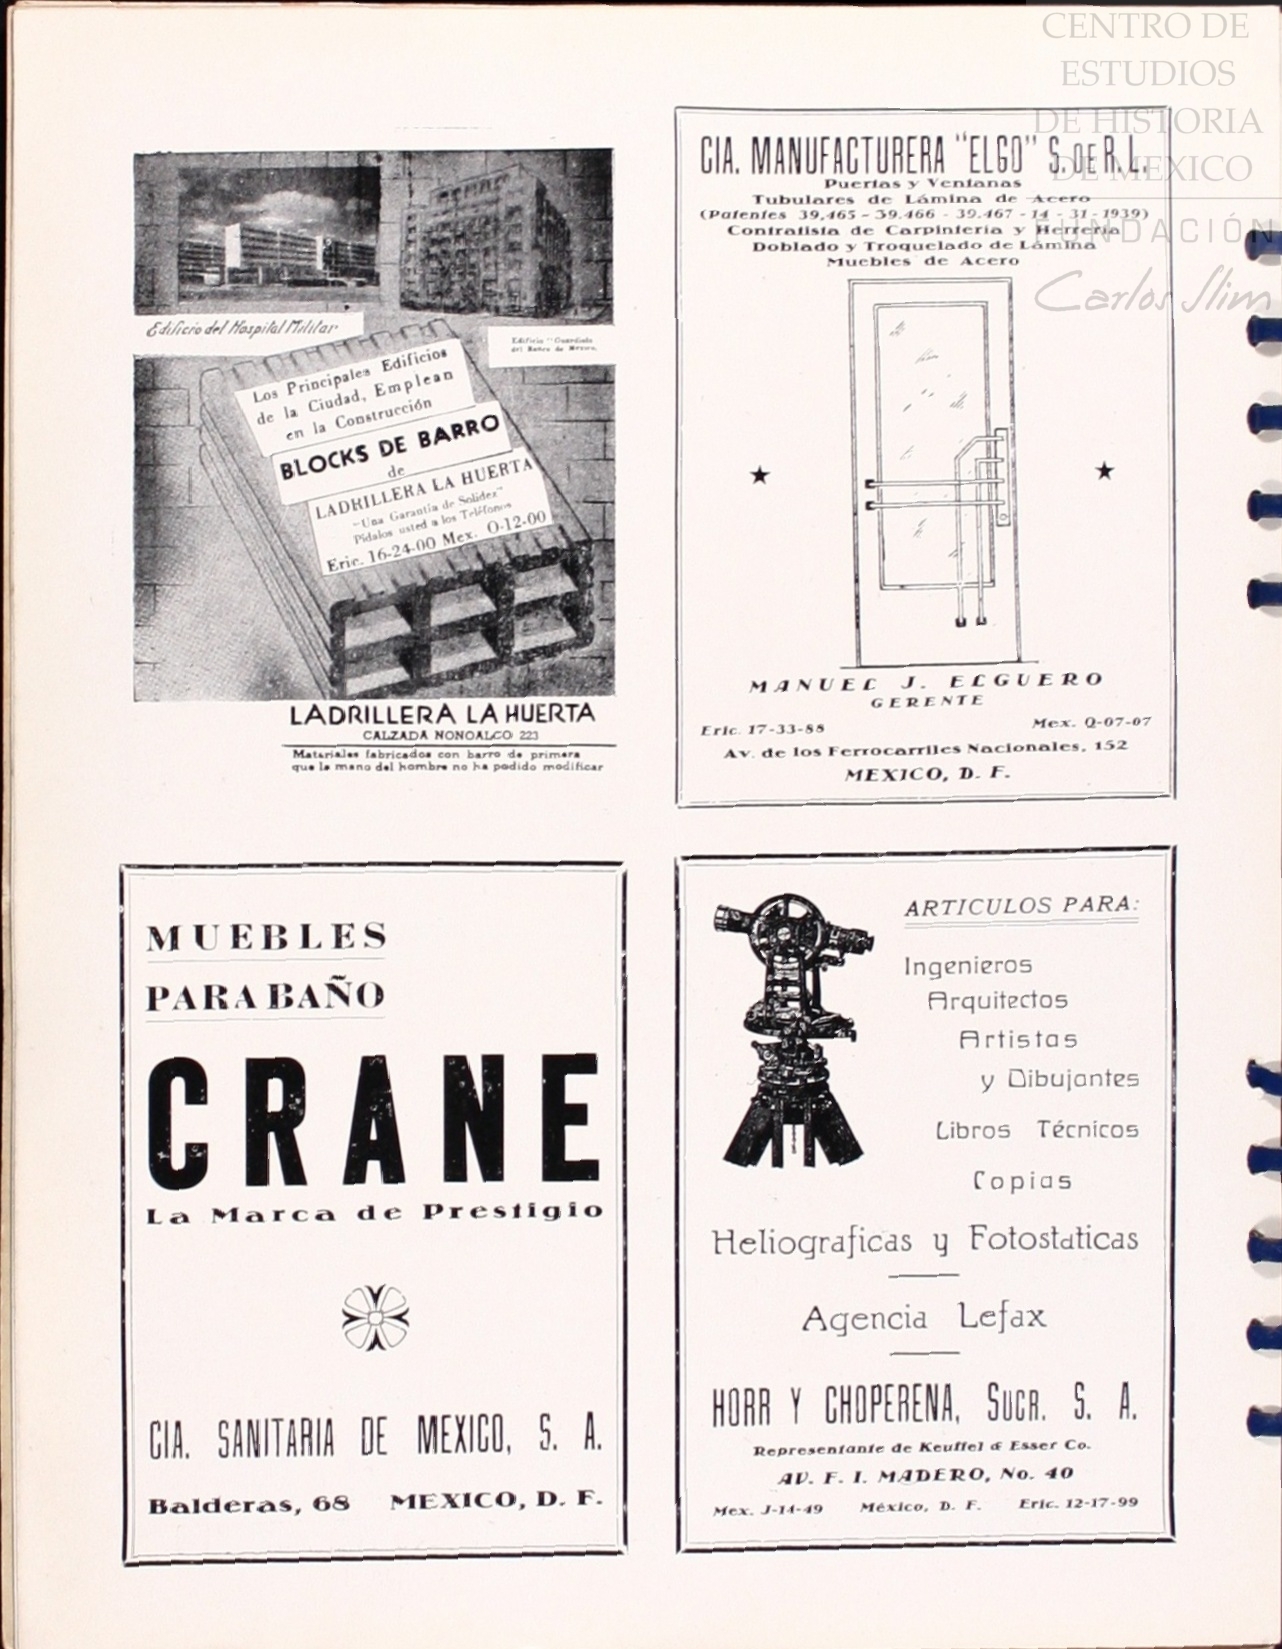 CENTRO DE
ESTUDIOS
DE HISTORIA
DE MEXICO
FUNDACIÓN
Carlos Slim
Edificio del Hospital Militar
Edificio "Guardiola
del Banco de Mexico.
Los Principales Edificios
de la Ciudad, Emplean
en la Construcción
BLOCKS DE BARRO
de
LADRILLERA LA HUERTA
"Una Garantía de Solidez"
Pídalos usted a los Teléfonos
Eric. 16-24-00 Mex. 0-12-00
LADRILLERA LA HUERTA
CALZADA NONOALCO 223
Materiales fabricados con barro de primera
que la mano del hombre no ha podido modificar
CIA. MANUFACTURERA "ELGO" S. DE R. L.
Puertas y Ventanas
Tubulares de Lámina de Acero
(Patentes 39,465 - 39.466 - 39.467 - 14 - 31 - 1939)
Contratista de Carpintería y Herrería
Doblado y Troquelado de Lámina
Muebles de Acero
MANUEL J. ELGUERO
GERENTE
Eric. 17-33-88 Mex. Q-07-07
Av. de los Ferrocarriles Nacionales, 152
MEXICO, D. F.
MUEBLES
PARA BAÑO
CRANE
La Marca de Prestigio
CIA. SANITARIA DE MEXICO, S. A.
Balderas, 68 MEXICO, D. F.
ARTICULOS PARA:
Ingenieros
Arquitectos
Artistas
y Dibujantes
Libros Técnicos
Copias
Heliograficas y Fotostaticas
Agencia Lefax
HORR Y CHOPERENA, SUCR. S. A.
Representante de Keuffel & Esser Co.
AV. F. I. MADERO, No. 40
Mex. J-14-49 México, D. F. Eric. 12-17-99